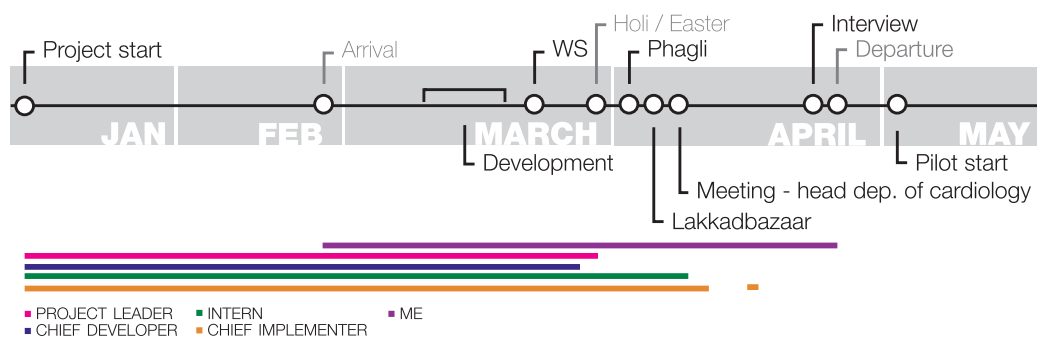 Holi / Easter
Interview
Project start
Arrival
WS
Phagli
Departure
JAN
FEB
MARCH
APRIL
MAY
Development
Pilot start
Meeting - head dep. of cardiology
Lakkadbazaar
PROJECT LEADER
INTERN
ME
CHIEF DEVELOPER
CHIEF IMPLEMENTER